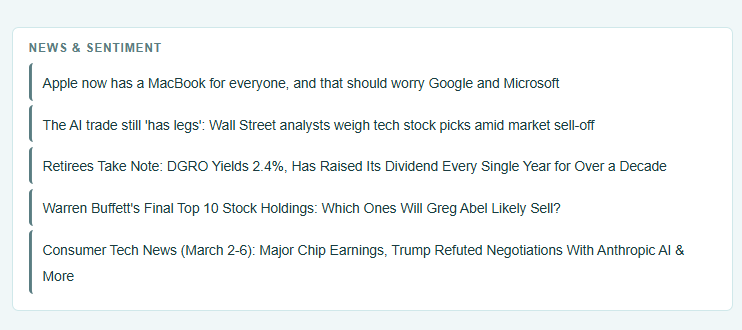 NEWS & SENTIMENT
Apple now has a MacBook for everyone, and that should worry Google and Microsoft
The AI trade still 'has legs': Wall Street analysts weigh tech stock picks amid market sell-off
Retirees Take Note: DGRO Yields 2.4%, Has Raised Its Dividend Every Single Year for Over a Decade
Warren Buffett's Final Top 10 Stock Holdings: Which Ones Will Greg Abel Likely Sell?
Consumer Tech News (March 2-6): Major Chip Earnings, Trump Refuted Negotiations With Anthropic AI &
More